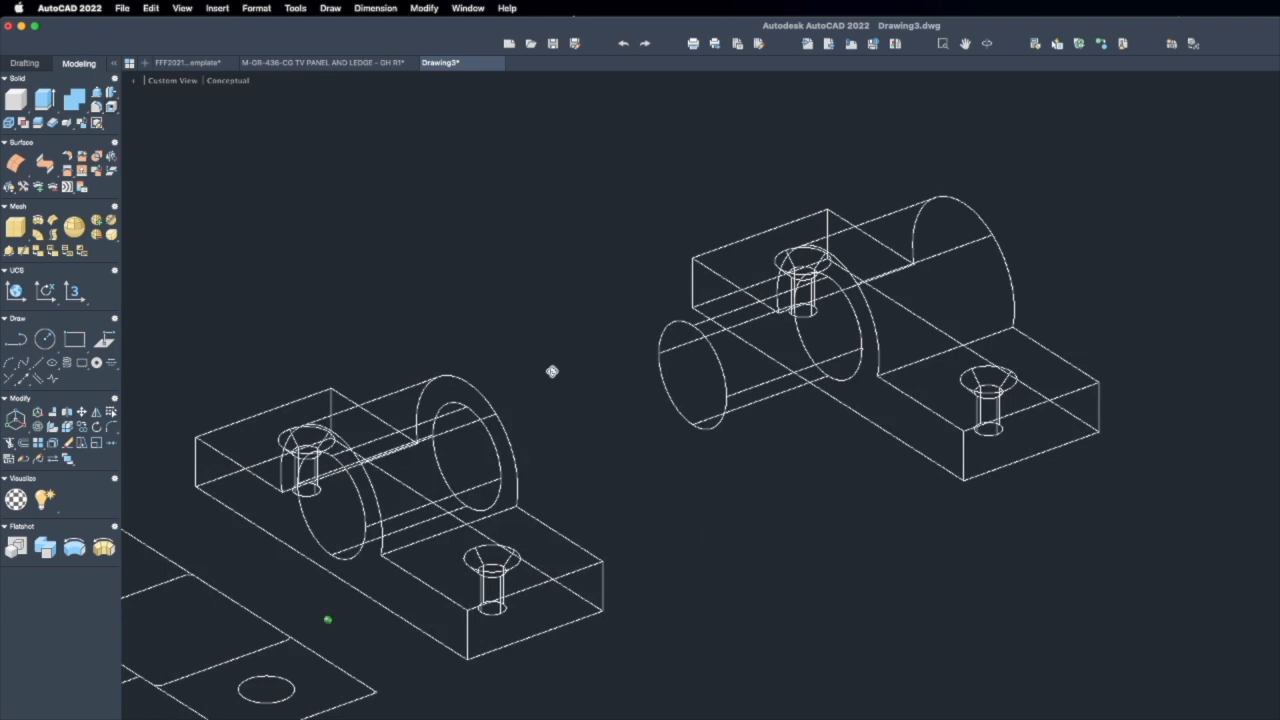 AutoCAD 2022 File Edit View Insert Format Tools Draw Dimension Modify Window Help
Autodesk AutoCAD 2022 Drawing3.dwg
Drafting Modeling FFF2021...emplate* M-GR-436-CG TV PANEL AND LEDGE - GH R1* Drawing3*
Solid
Custom View Conceptual
Surface
Mesh
UCS
3
Draw
Modify
Visualize
Flatshot